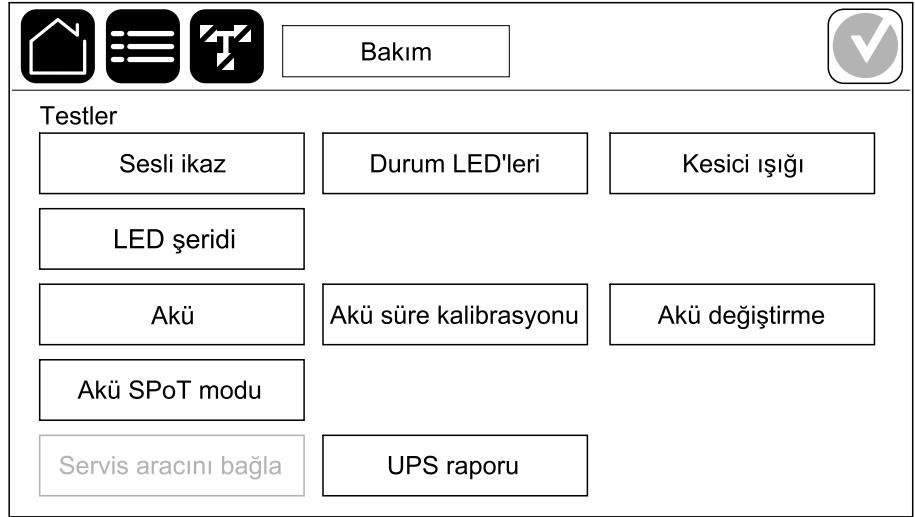 Bakım
Testler
Sesli ikaz
Durum LED'leri
Kesici ışığı
LED şeridi
Akü
Akü süre kalibrasyonu
Akü değiştirme
Akü SPoT modu
Servis aracını bağla
UPS raporu